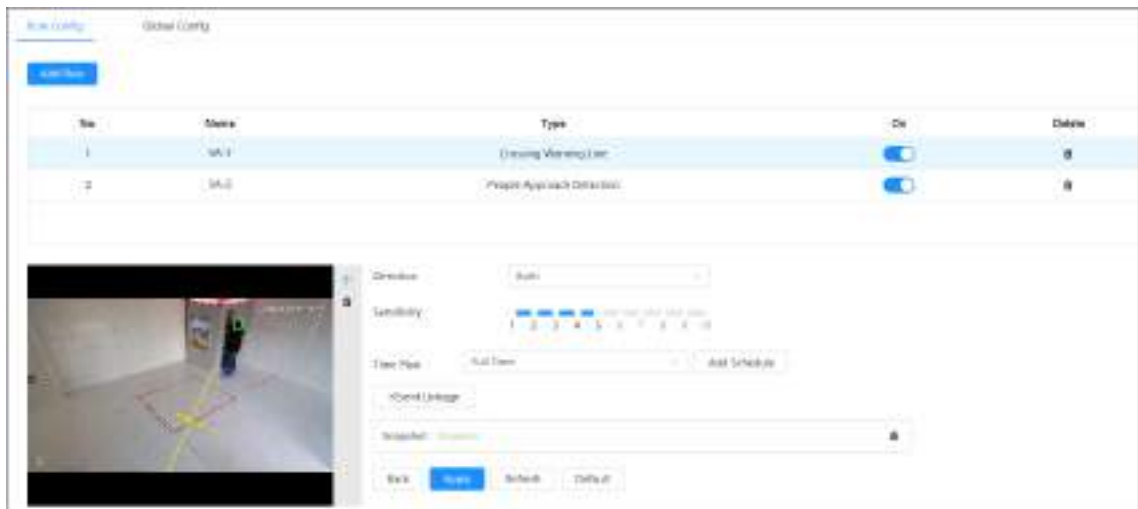 Rule Config Global Config
Add Rule
No. Name Type On Delete
1 Crossing Warning Line
2 People Approach Detection
Direction Both
Sensitivity
1 2 3 4 5 6 7 8 9 10
Time Plan Full Time Add Schedule
+Event Linkage
Snapshot
Back Apply Refresh Default